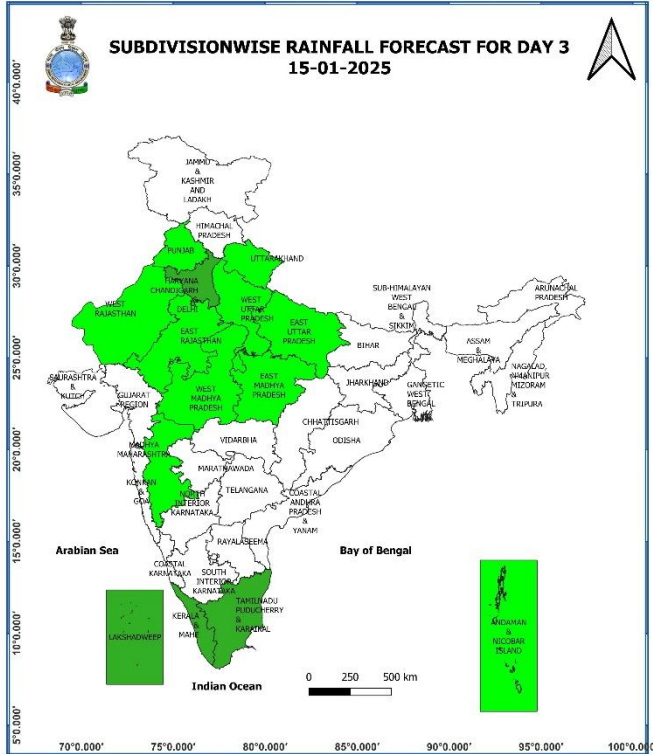 SUBDIVISIONWISE RAINFALL FORECAST FOR DAY 3
15-01-2025
40°0.000'
35°0.000'
30°0.000'
25°0.000'
20°0.000'
15°0.000'
10°0.000'
5°0.000'
JAMMU
&
KASHMIR
AND
LADAKH
HIMACHAL
PRADESH
PUNJAB
UTTARAKHAND
HARYANA
CHANDIGARH
&
DELHI
WEST
RAJASTHAN
WEST
UTTAR
PRADESH
EAST
RAJASTHAN
EAST
UTTAR
PRADESH
SUB-HIMALAYAN
WEST
BENGAL
&
SIKKIM
ARUNACHAL
PRADESH
BIHAR
ASSAM
&
MEGHALAYA
NAGALAD,
MANIPUR
MIZORAM
&
TRIPURA
SAURASHTRA
&
KUTCH
GUJARAT
REGION
WEST
MADHYA
PRADESH
EAST
MADHYA
PRADESH
JHARKHAND
GANGETIC
WEST
BENGAL
CHHATTISGARH
ODISHA
VIDARBHA
MADHYA
MAHARASHTRA
MARATHAWADA
KONKAN
&
GOA
NORTH
INTERIOR
KARNATAKA
TELANGANA
COASTAL
ANDHRA
PRADESH
&
YANAM
RAYALASEEMA
Arabian Sea
Bay of Bengal
COASTAL
KARNATAKA
SOUTH
INTERIOR
KARNATAKA
TAMILNADU
PUDUCHERRY
&
KARAIKAL
KERALA
&
MAHE
LAKSHADWEEP
ANDAMAN
&
NICOBAR
ISLAND
Indian Ocean
0 250 500 km
70°0.000' 75°0.000' 80°0.000' 85°0.000' 90°0.000' 95°0.000'